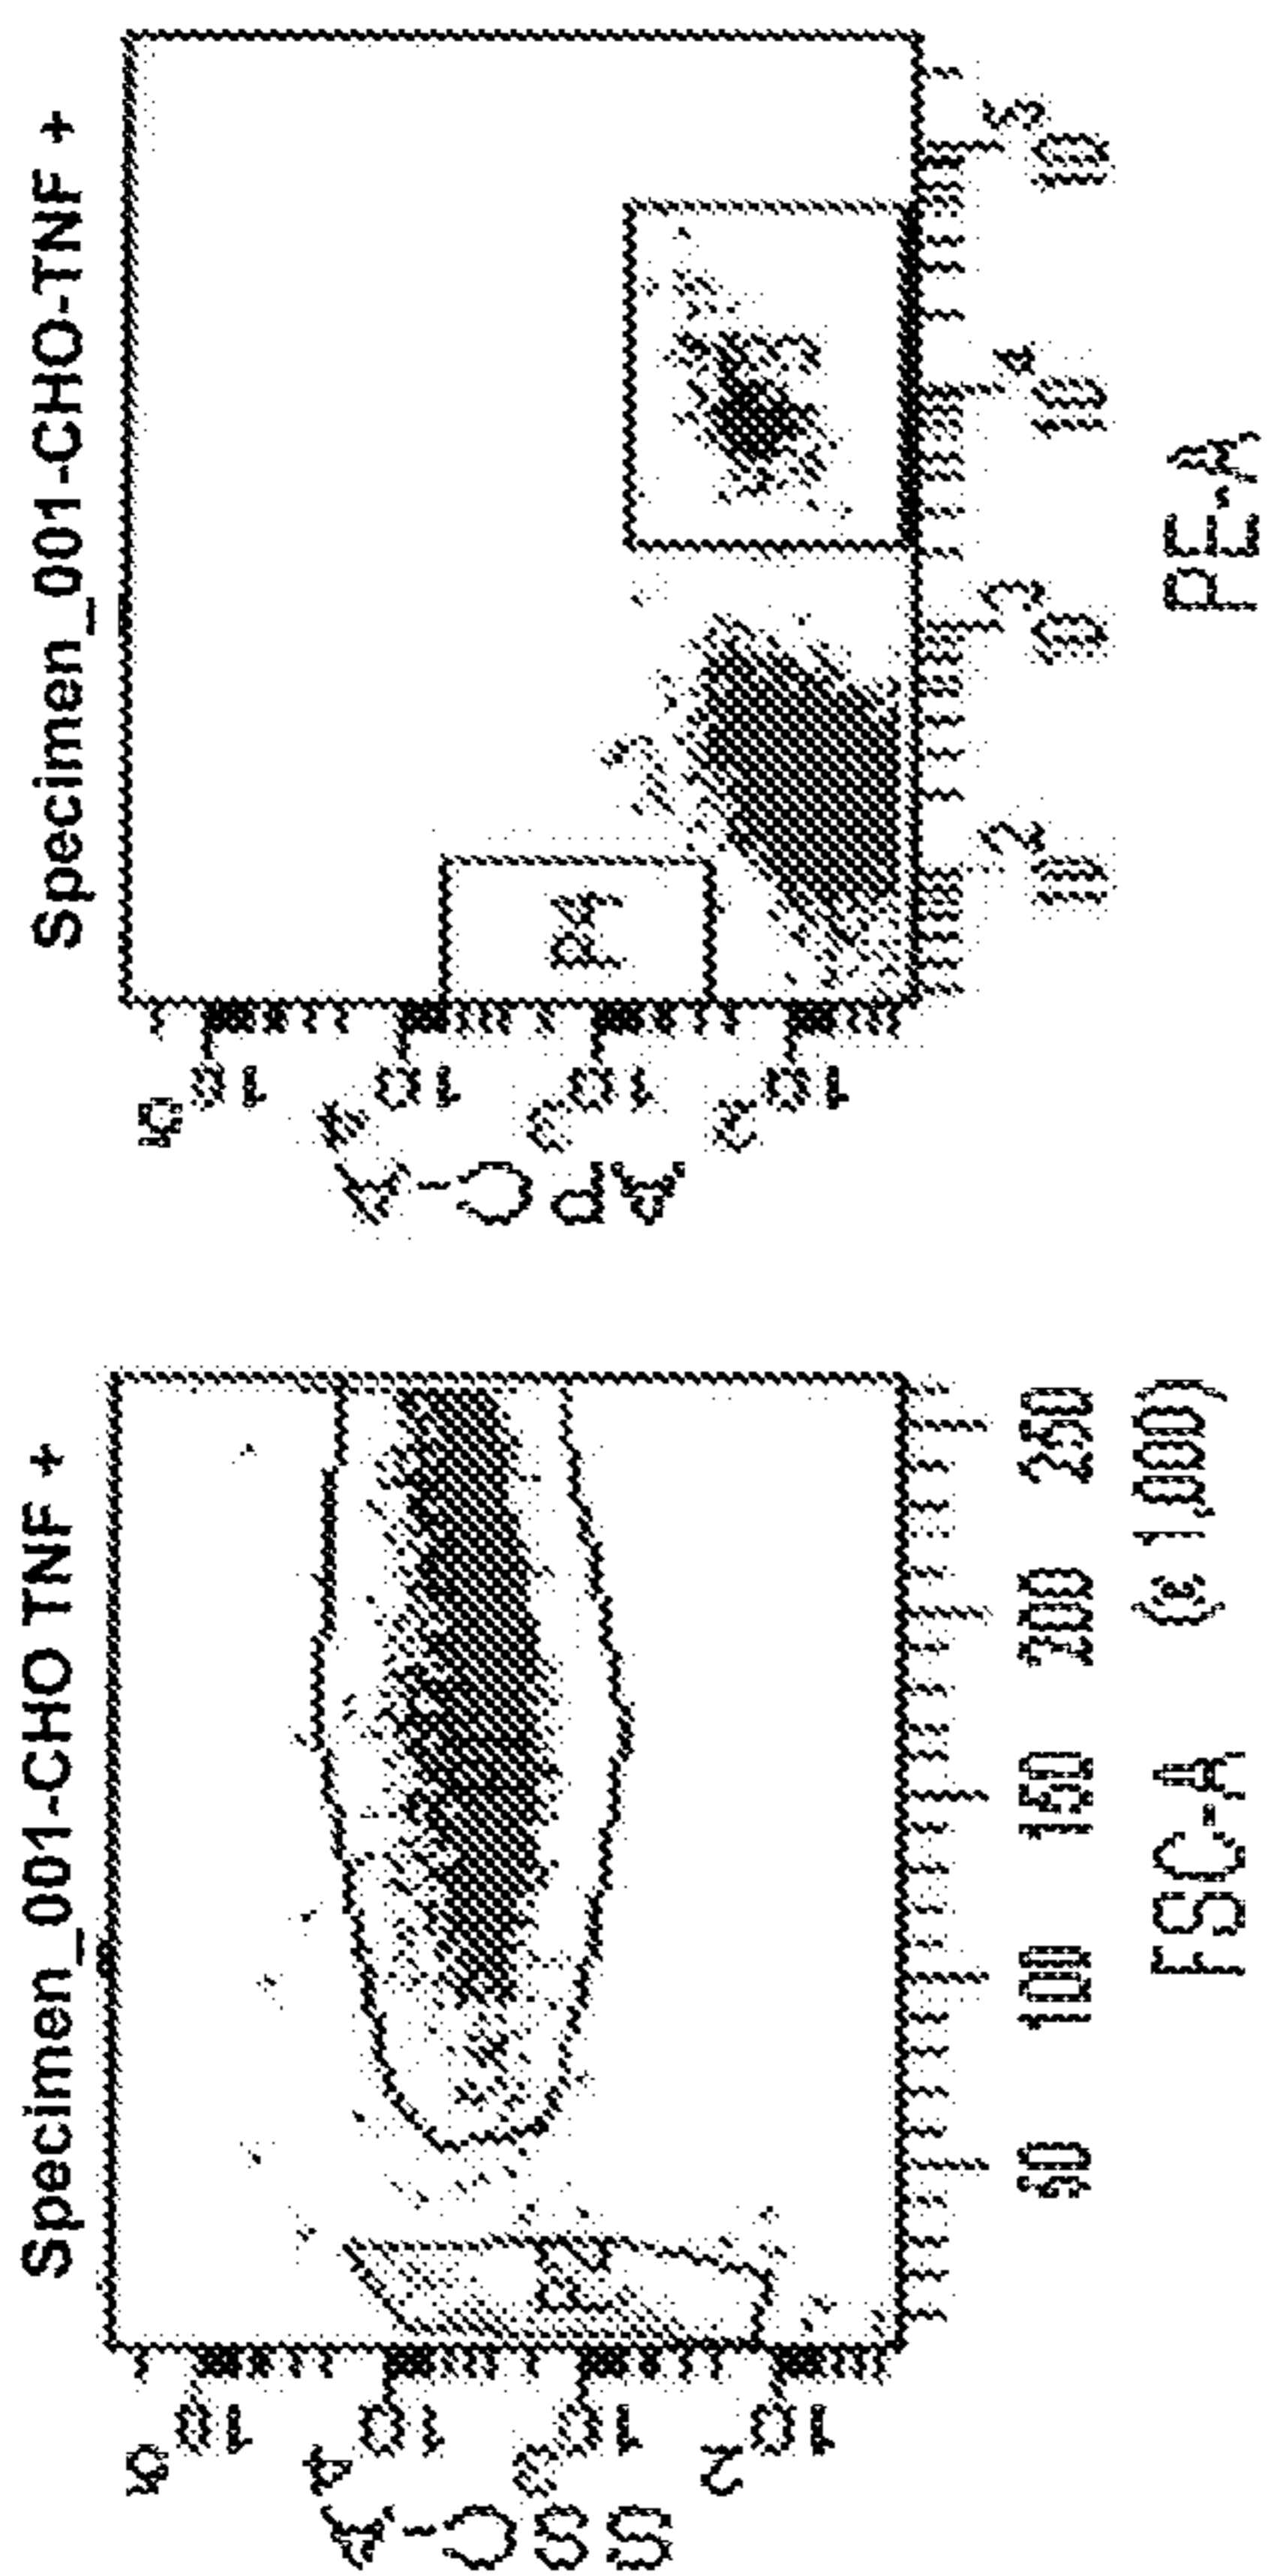 Specimen_001-CHO TNF +
SSC-A
10^5
10^4
10^3
10^2
P2
50 100 150 200 250
FSC-A (x 1,000)
Specimen_001-CHO-TNF +
APC-A
10^5
10^4
10^3
10^2
P4
10^2 10^3 10^4 10^5
PE-A